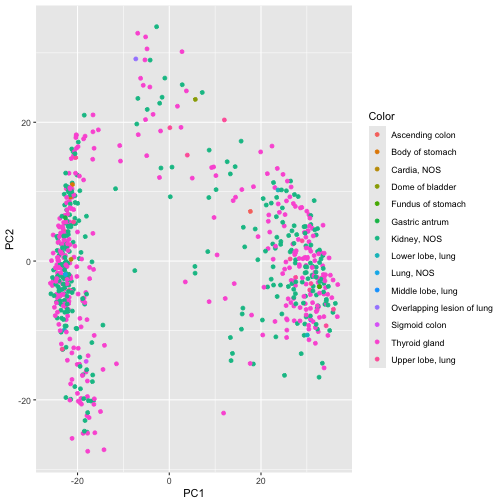 Color
Ascending colon
Body of stomach
Cardia, NOS
Dome of bladder
Fundus of stomach
Gastric antrum
Kidney, NOS
Lower lobe, lung
Lung, NOS
Middle lobe, lung
Overlapping lesion of lung
Sigmoid colon
Thyroid gland
Upper lobe, lung
PC2
20
0
-20
-20
0
20
PC1